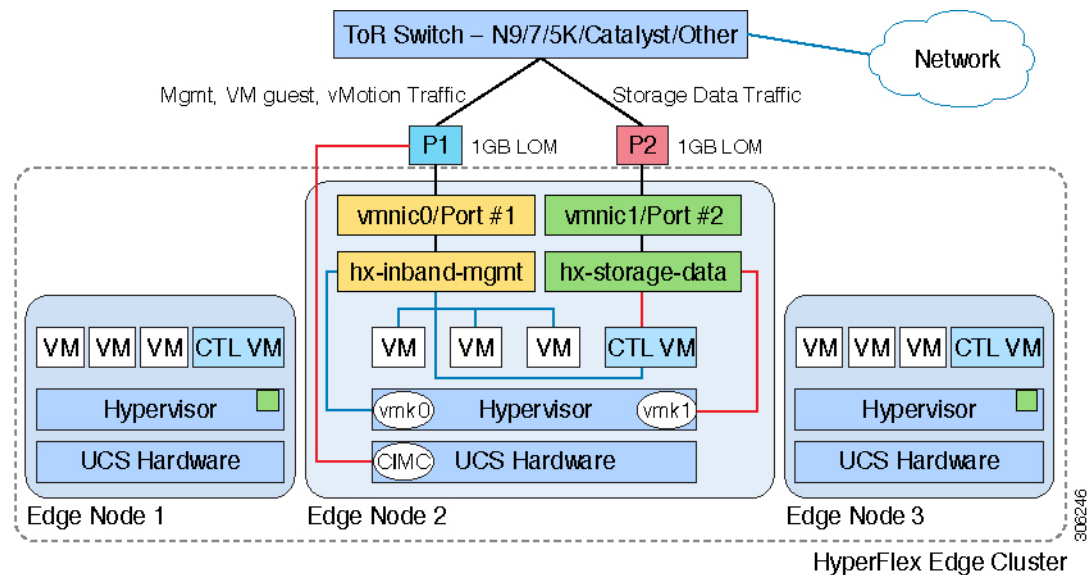 ToR Switch – N9/7/5K/Catalyst/Other
Network
Mgmt, VM guest, vMotion Traffic
Storage Data Traffic
P1
1GB LOM
P2
1GB LOM
vmnic0/Port #1
vmnic1/Port #2
hx-inband-mgmt
hx-storage-data
VM
VM
VM
CTL VM
Hypervisor
UCS Hardware
Edge Node 1
VM
VM
VM
CTL VM
vmk0
Hypervisor
vmk1
CIMC
UCS Hardware
Edge Node 2
VM
VM
VM
CTL VM
Hypervisor
UCS Hardware
Edge Node 3
306246
HyperFlex Edge Cluster